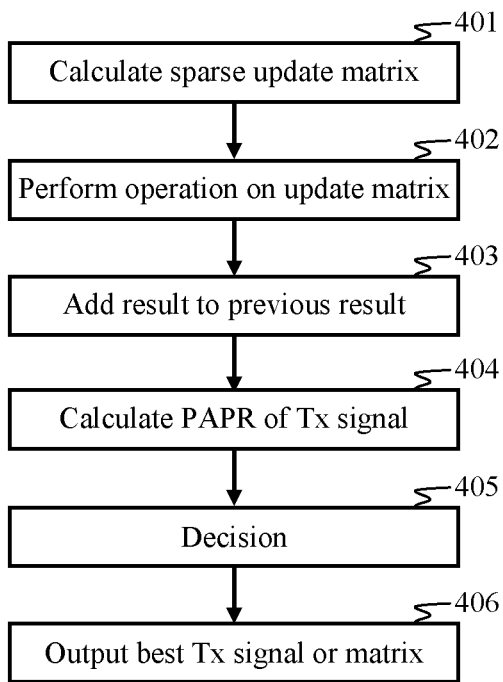 401
Calculate sparse update matrix
402
Perform operation on update matrix
403
Add result to previous result
404
Calculate PAPR of Tx signal
405
Decision
406
Output best Tx signal or matrix